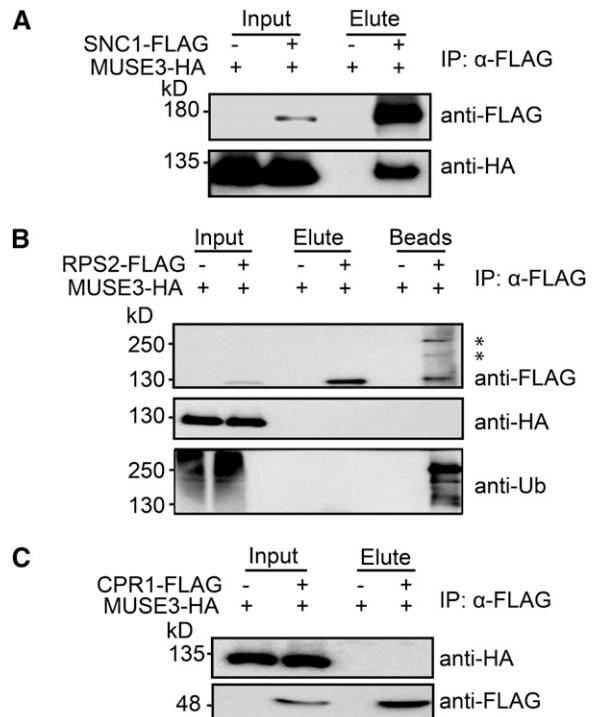 A
Input Elute
SNC1-FLAG - + - +
MUSE3-HA + + + +
IP: α-FLAG
kD
180
anti-FLAG
135
anti-HA
B
Input Elute Beads
RPS2-FLAG - + - + - +
MUSE3-HA + + + + + +
IP: α-FLAG
kD
250
*
*
130
anti-FLAG
130
anti-HA
250
anti-Ub
130
C
Input Elute
CPR1-FLAG - + - +
MUSE3-HA + + + +
IP: α-FLAG
kD
135
anti-HA
48
anti-FLAG